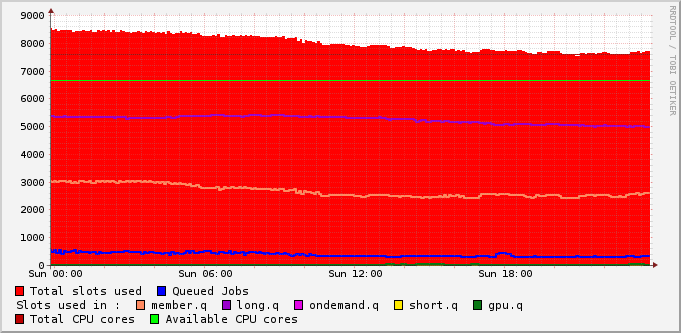 9000
8000
7000
6000
5000
4000
3000
2000
1000
0
Sun 00:00 Sun 06:00 Sun 12:00 Sun 18:00
Total slots used Queued Jobs
Slots used in : member.q long.q ondemand.q short.q gpu.q
Total CPU cores Available CPU cores
RRDTOOL / TOBI OETIKER